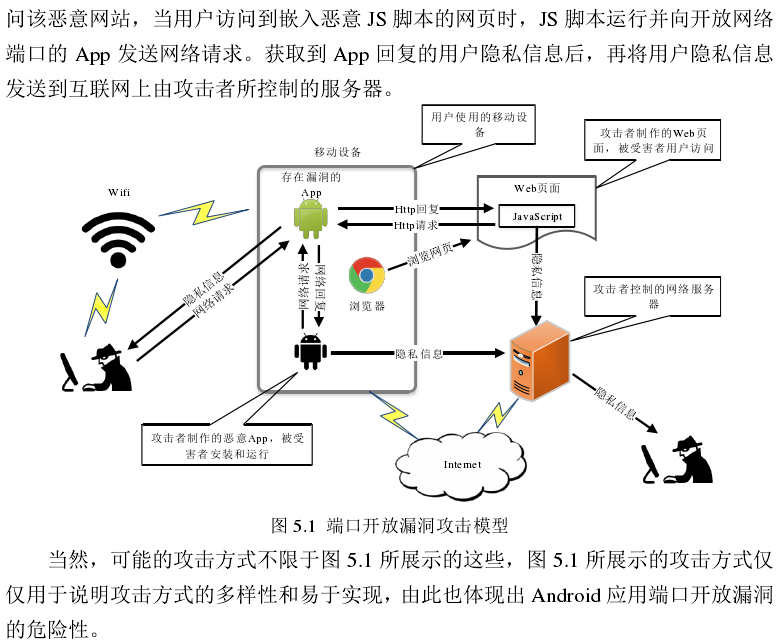 问该恶意网站，当用户访问到嵌入恶意 JS 脚本的网页时，JS 脚本运行并向开放网络
端口的 App 发送网络请求。获取到 App 回复的用户隐私信息后，再将用户隐私信息
发送到互联网上由攻击者所控制的服务器。
用户使用的移动设
备
攻击者制作的Web页
面，被受害者用户访问
移动设备
存在漏洞的
App
Wifi
Web页面
Http回复
JavaScript
Http请求
浏览网页
隐私信息
网络请求
网络请求
网络回复
浏览器
隐私信息
攻击者控制的网络服务
器
隐私信息
隐私信息
攻击者制作的恶意App，被受
害者安装和运行
Internet
图 5.1 端口开放漏洞攻击模型
当然，可能的攻击方式不限于图 5.1 所展示的这些，图 5.1 所展示的攻击方式仅
仅用于说明攻击方式的多样性和易于实现，由此也体现出 Android 应用端口开放漏洞
的危险性。